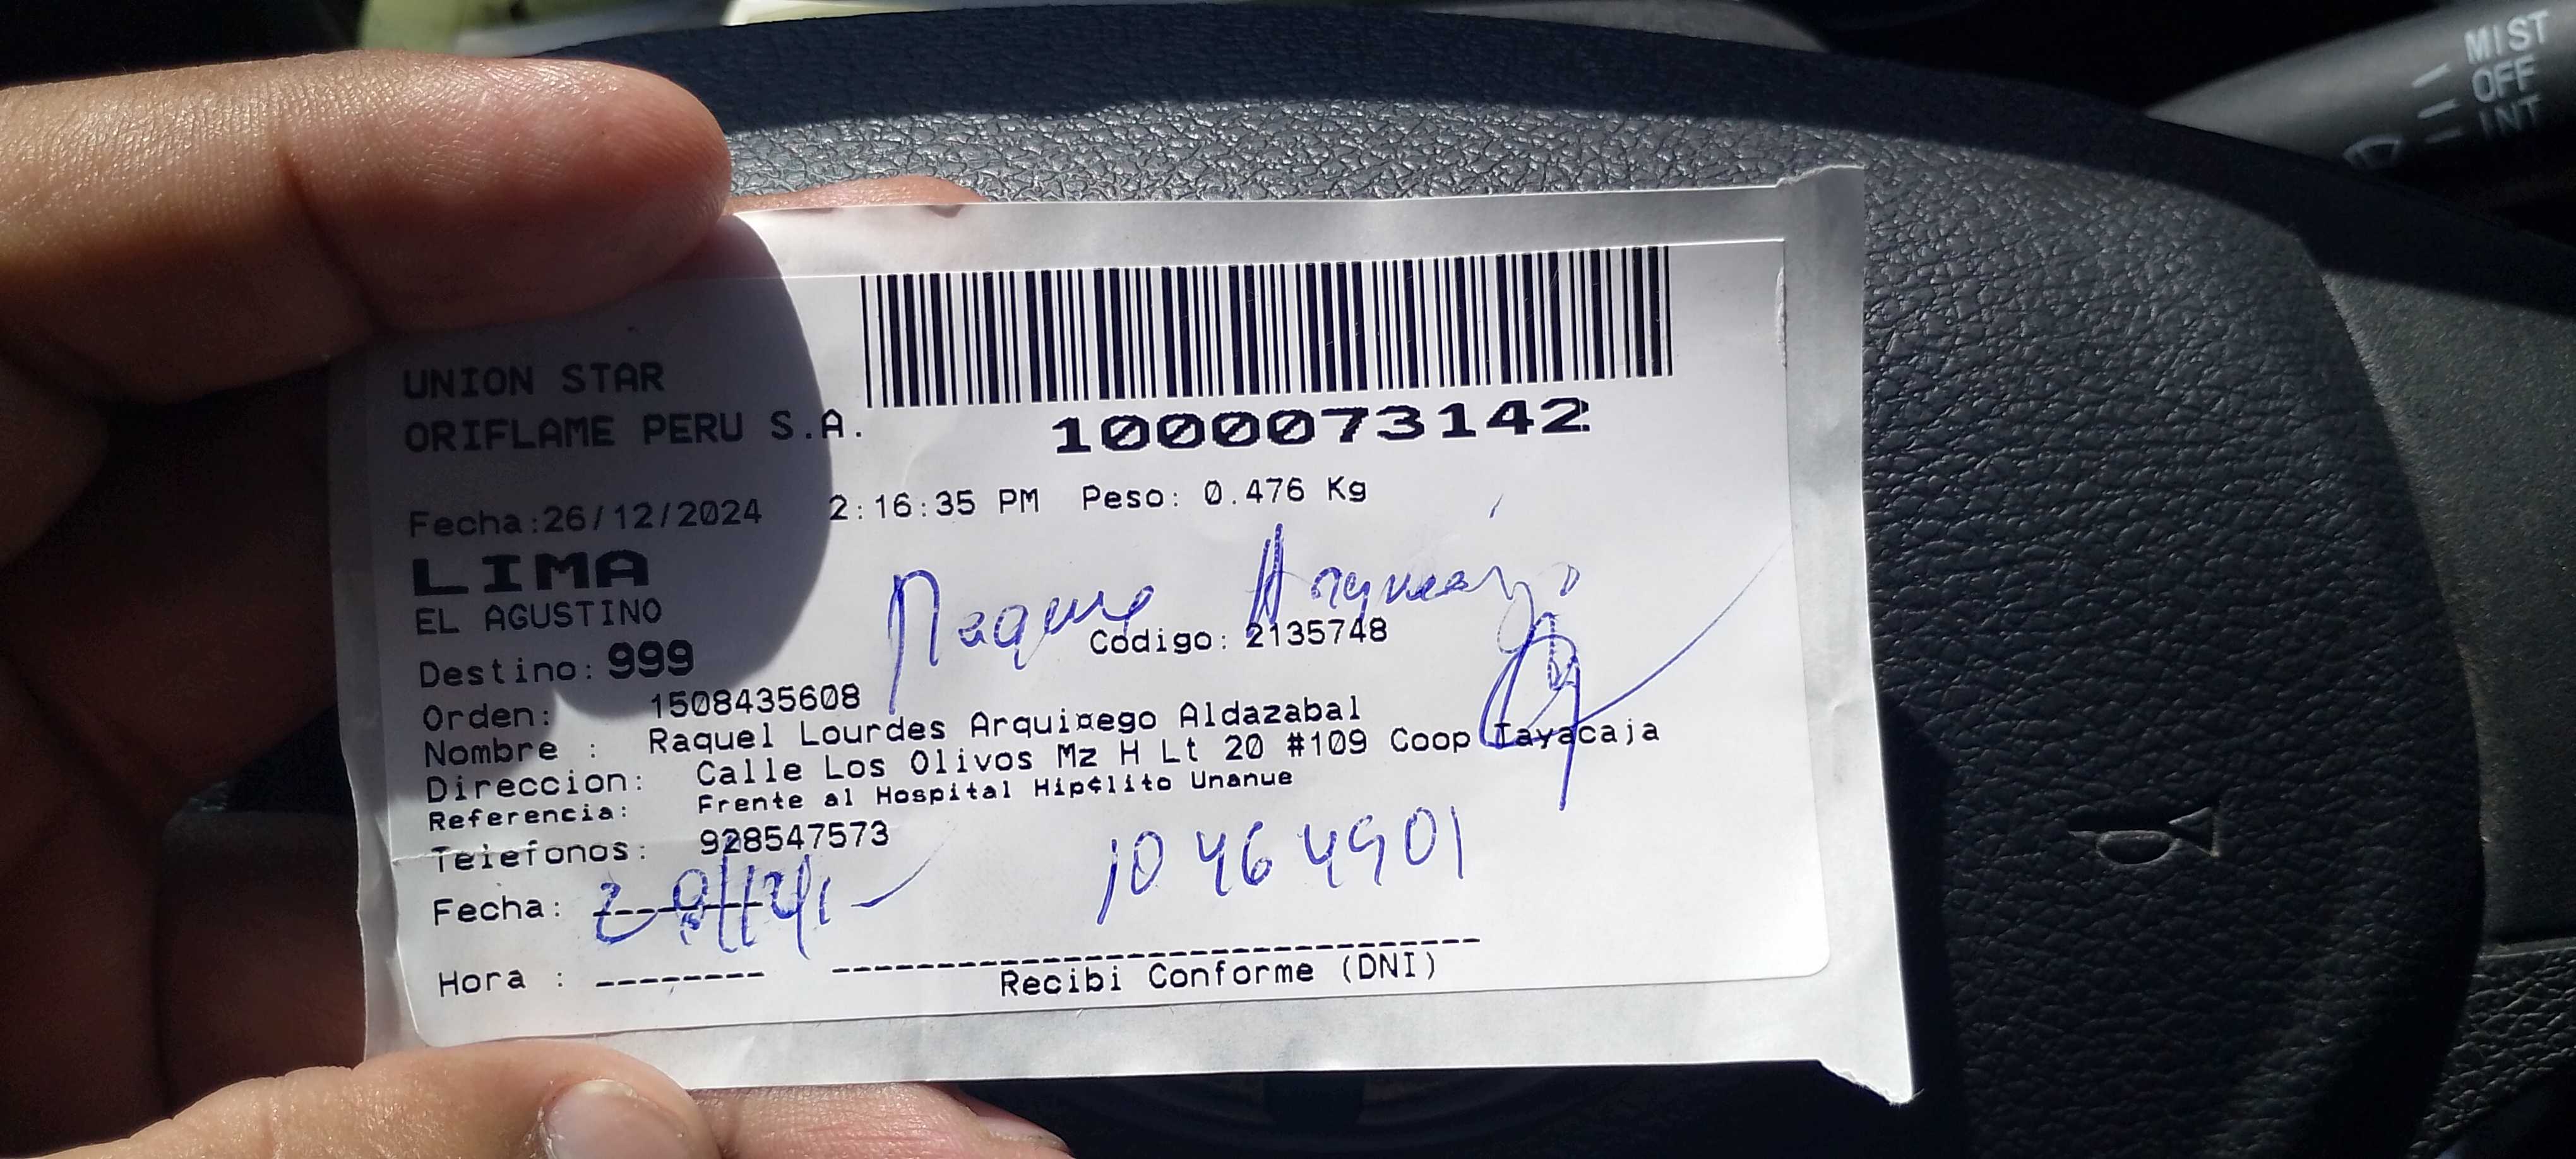 MIST
OFF
INT
UNION STAR
ORIFLAME PERU S.A.
1000073142
Fecha:26/12/2024 2:16:35 PM Peso: 0.476 Kg
LIMA
EL AGUSTINO
Raquel
Codigo: 2135748
Destino: 999
Orden: 1508435608
Nombre : Raquel Lourdes Arqui¤ego Aldazabal
Direccion: Calle Los Olivos Mz H Lt 20 #109 Coop Tayacaja
Referencia: Frente al Hospital Hip¢lito Unanue
Telefonos: 928547573
10464901
Fecha:
Hora : --------
Recibi Conforme (DNI)